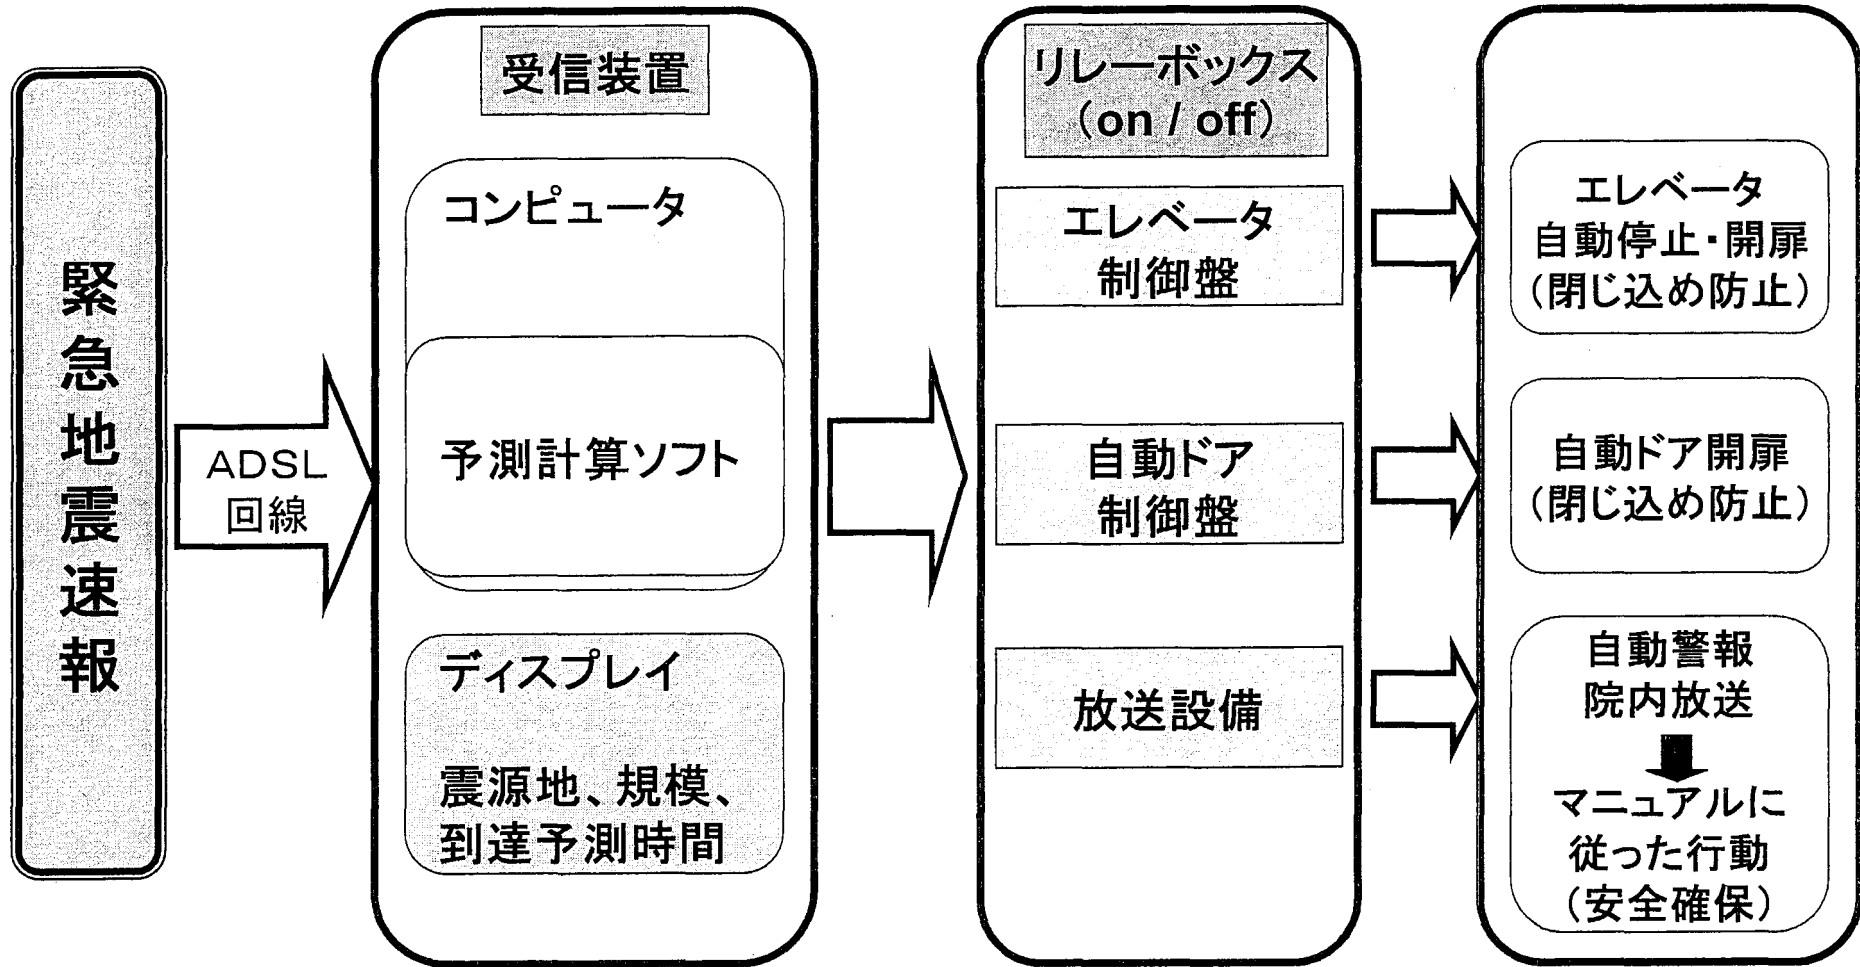 緊急地震速報
ADSL
回線
受信装置
コンピュータ
予測計算ソフト
ディスプレイ
震源地、規模、
到達予測時間
リレーボックス
（on / off）
エレベータ
制御盤
自動ドア
制御盤
放送設備
エレベータ
自動停止・開扉
（閉じ込め防止）
自動ドア開扉
（閉じ込め防止）
自動警報
院内放送
マニュアルに
従った行動
（安全確保）